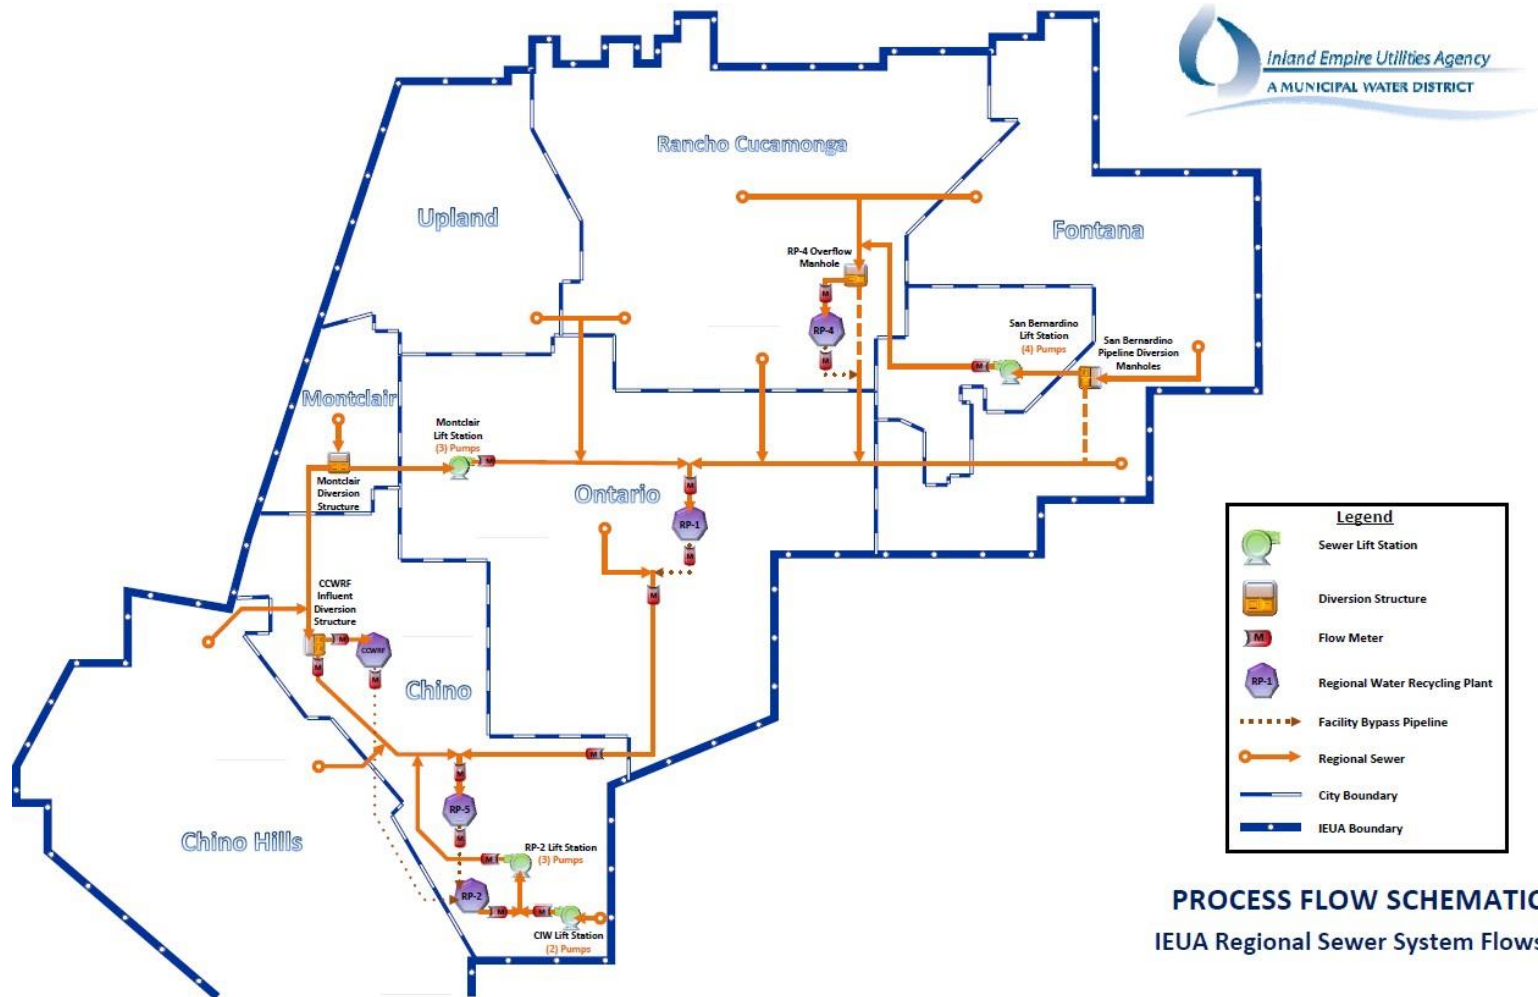 Inland Empire Utilities Agency
A MUNICIPAL WATER DISTRICT
Rancho Cucamonga
Upland
Fontana
RP-4 Overflow
Manhole
M
RP-4
M
San Bernardino
Lift Station
(4) Pumps
M
San Bernardino
Pipeline Diversion
Manholes
Montclair
Montclair
Lift Station
(3) Pumps
M
Montclair
Diversion
Structure
Ontario
M
RP-1
M
M
CCWRF
Influent
Diversion
Structure
M
CCWRF
M
M
Chino
M
M
RP-5
M
Chino Hills
RP-2 Lift Station
(3) Pumps
M
RP-2
M
M
CIW Lift Station
(2) Pumps
Legend
Sewer Lift Station
Diversion Structure
M
Flow Meter
RP-1
Regional Water Recycling Plant
Facility Bypass Pipeline
Regional Sewer
City Boundary
IEUA Boundary
PROCESS FLOW SCHEMATIC
IEUA Regional Sewer System Flows